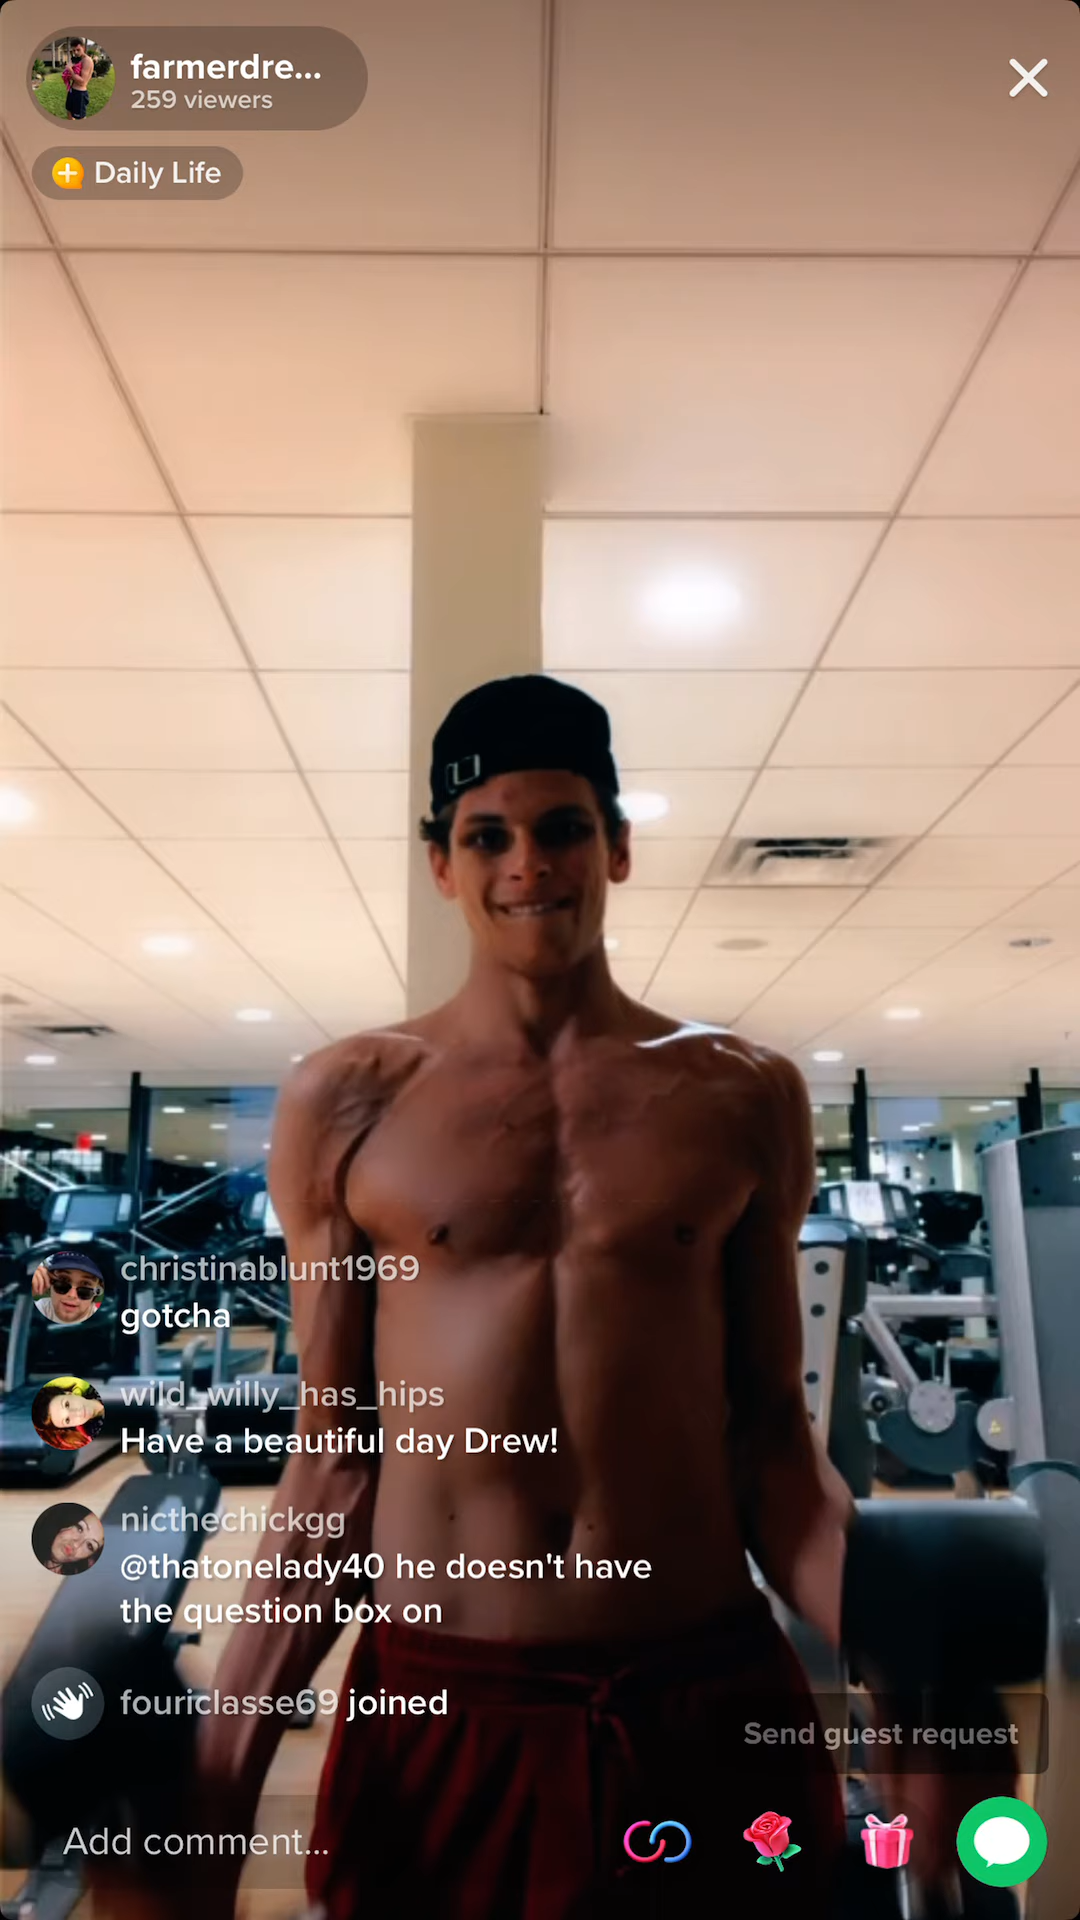 farmerdre...
259 viewers
Daily Life
christinablunt1969
gotcha
wild_willy_has_hips
Have a beautiful day Drew!
nicthechickgg
@thatonelady40 he doesn't have
the question box on
fouriclasse69 joined
Send guest request
Add comment...